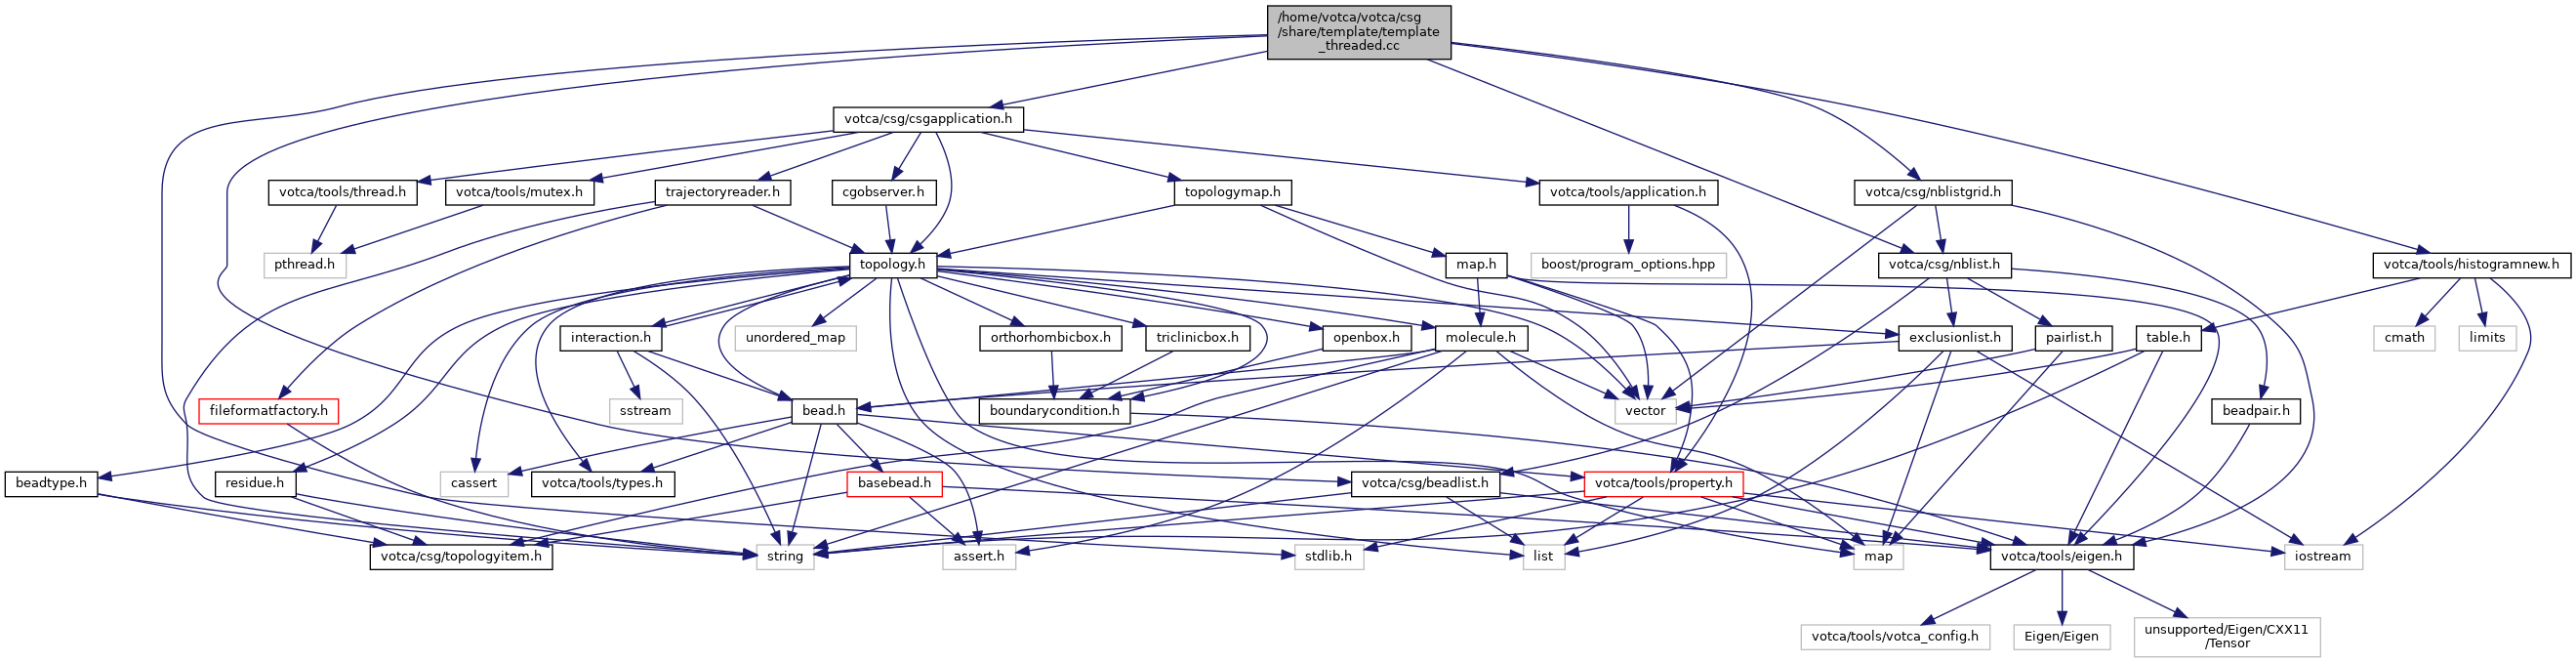 /home/votca/votca/csg
/share/template/template
_threaded.cc
votca/csg/csgapplication.h
votca/tools/thread.h
votca/tools/mutex.h
trajectoryreader.h
cgobserver.h
topologymap.h
votca/tools/application.h
votca/csg/nblistgrid.h
pthread.h
topology.h
map.h
boost/program_options.hpp
votca/csg/nblist.h
votca/tools/histogramnew.h
interaction.h
unordered_map
orthorhombicbox.h
triclinicbox.h
openbox.h
molecule.h
exclusionlist.h
pairlist.h
table.h
cmath
limits
fileformatfactory.h
sstream
bead.h
boundarycondition.h
vector
beadpair.h
beadtype.h
residue.h
cassert
votca/tools/types.h
basebead.h
votca/csg/beadlist.h
votca/tools/property.h
votca/csg/topologyitem.h
string
assert.h
stdlib.h
list
map
votca/tools/eigen.h
iostream
votca/tools/votca_config.h
Eigen/Eigen
unsupported/Eigen/CXX11
/Tensor